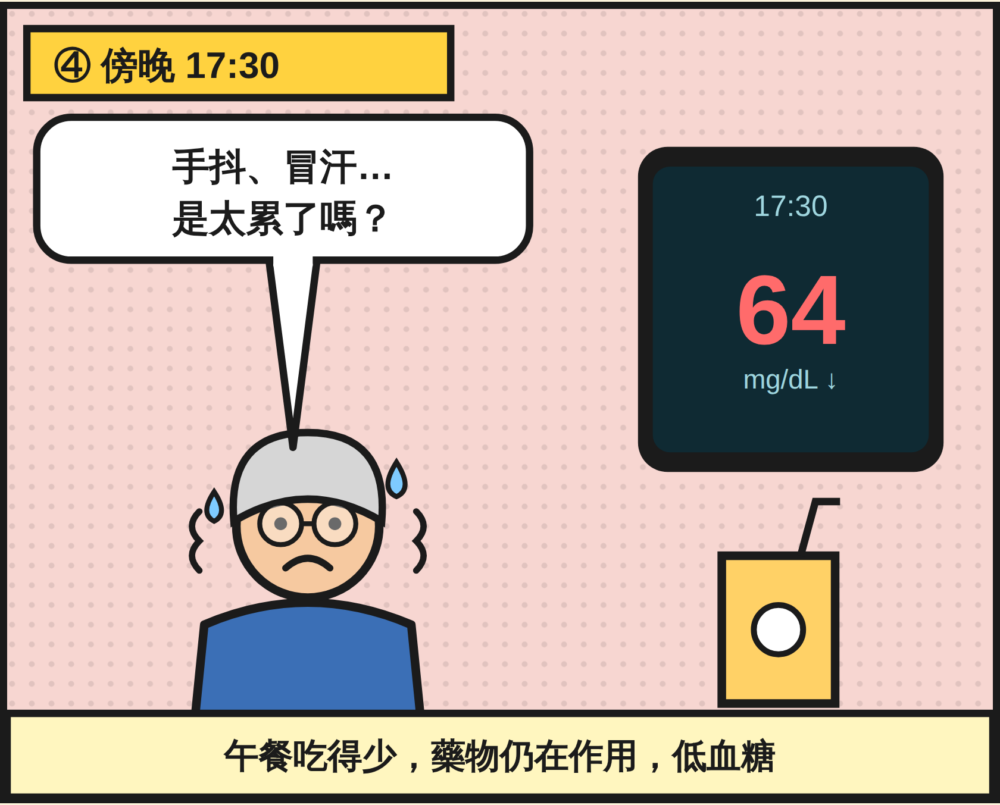 ④ 傍晚 17:30
手抖、冒汗…
是太累了嗎？
17:30
64
mg/dL ↓
午餐吃得少，藥物仍在作用，低血糖